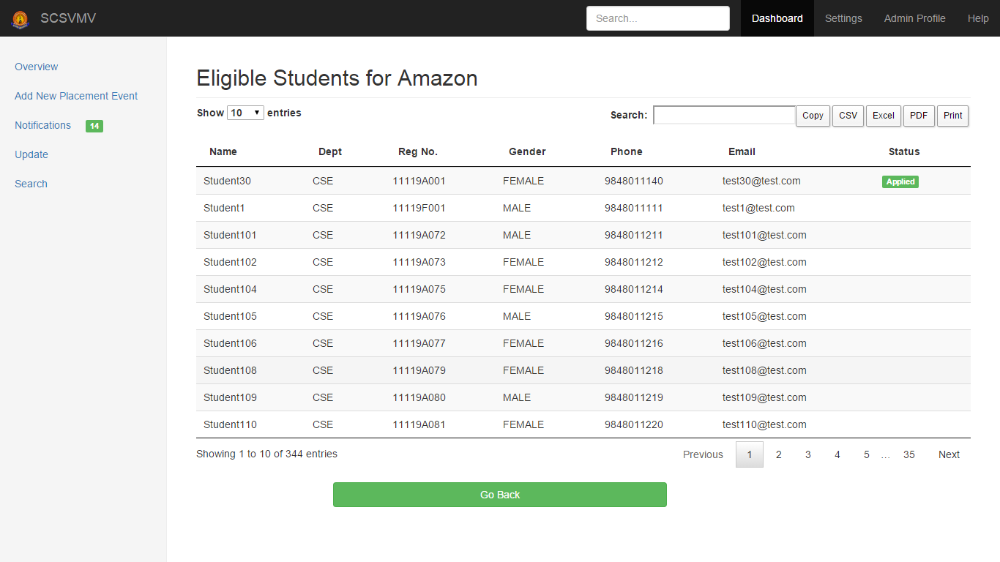 SCSVMV Search... Dashboard Settings Admin Profile Help
Overview
Add New Placement Event
Notifications 14
Update
Search
Eligible Students for Amazon
Show 10 entries Search: Copy CSV Excel PDF Print
Name Dept Reg No. Gender Phone Email Status
Student30 CSE 11119A001 FEMALE 9848011140 test30@test.com Applied
Student1 CSE 11119F001 MALE 9848011111 test1@test.com
Student101 CSE 11119A072 MALE 9848011211 test101@test.com
Student102 CSE 11119A073 FEMALE 9848011212 test102@test.com
Student104 CSE 11119A075 FEMALE 9848011214 test104@test.com
Student105 CSE 11119A076 MALE 9848011215 test105@test.com
Student106 CSE 11119A077 FEMALE 9848011216 test106@test.com
Student108 CSE 11119A079 FEMALE 9848011218 test108@test.com
Student109 CSE 11119A080 MALE 9848011219 test109@test.com
Student110 CSE 11119A081 FEMALE 9848011220 test110@test.com
Showing 1 to 10 of 344 entries Previous 1 2 3 4 5 … 35 Next
Go Back